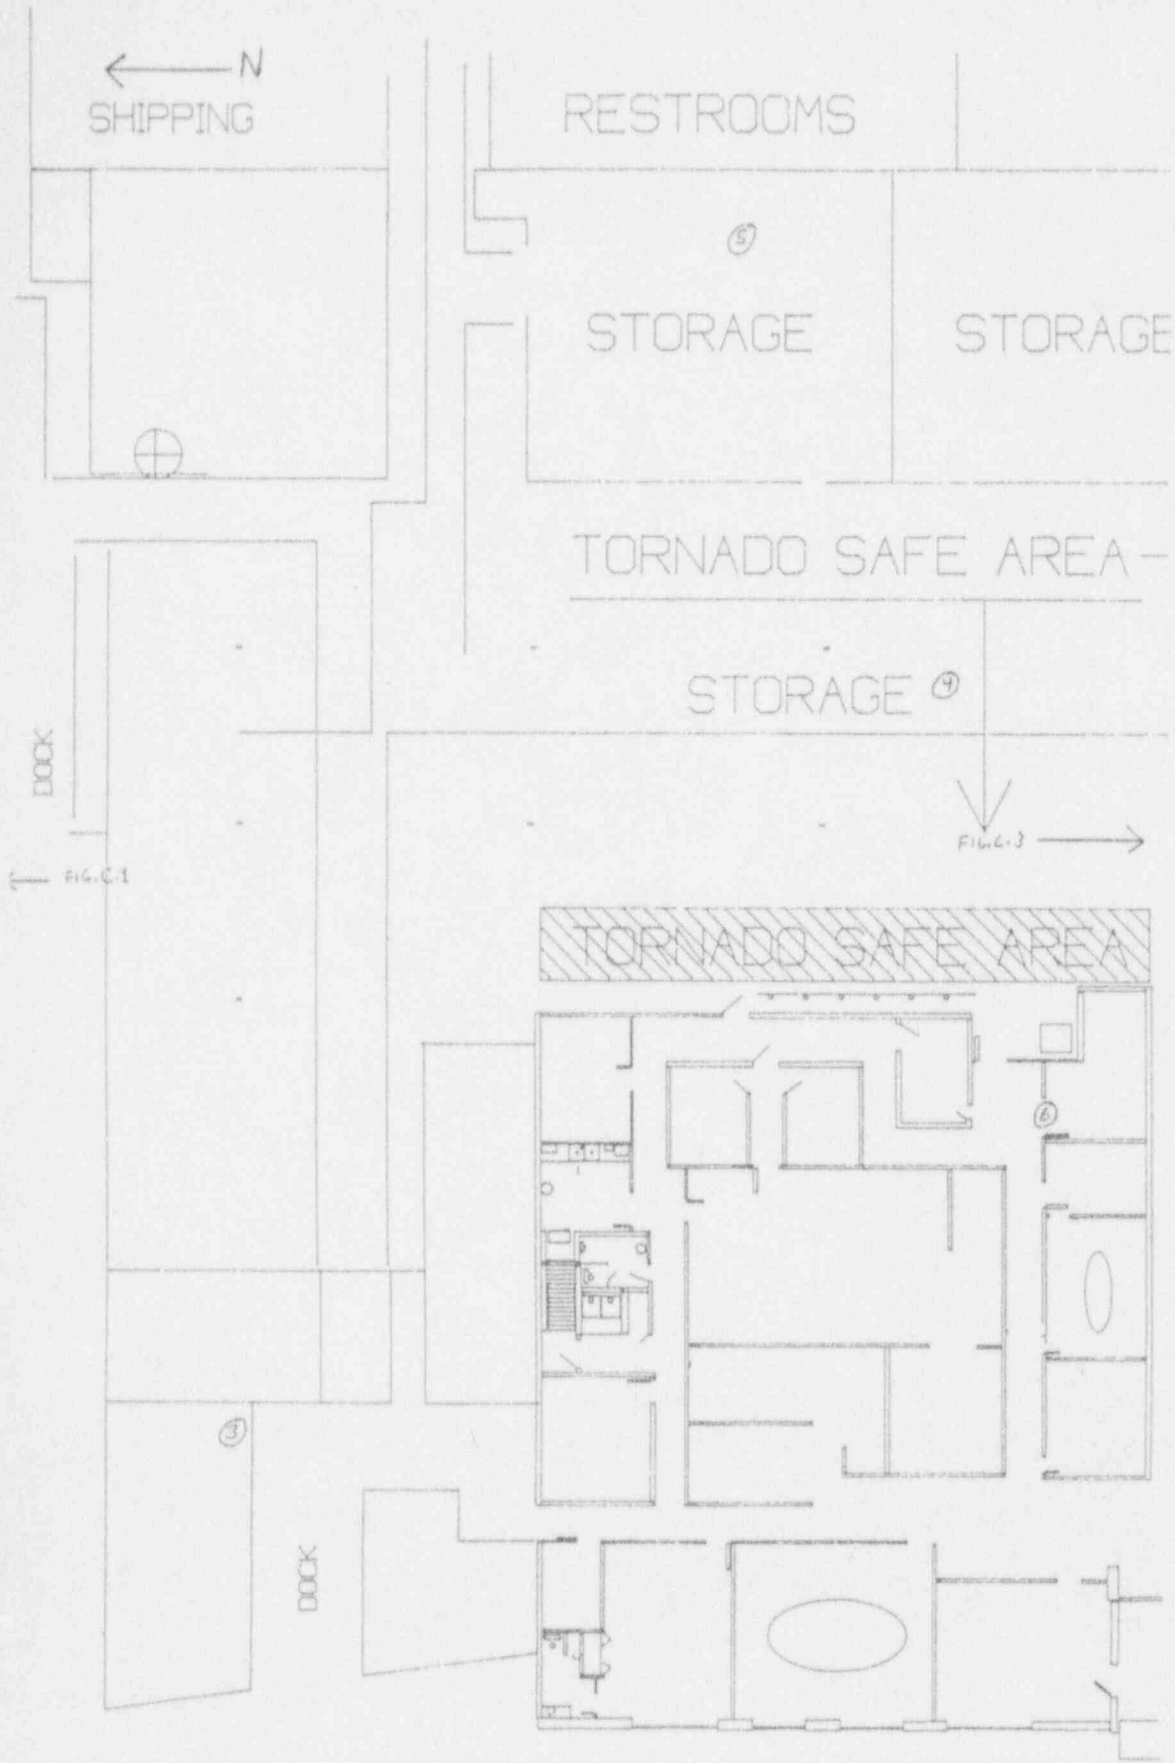 N
SHIPPING
RESTROOMS
5
STORAGE
STORAGE
TORNADO SAFE AREA -
STORAGE 4
DOCK
FIG.C.3
FIG.C.1
TORNADO SAFE AREA
6
3
DOCK